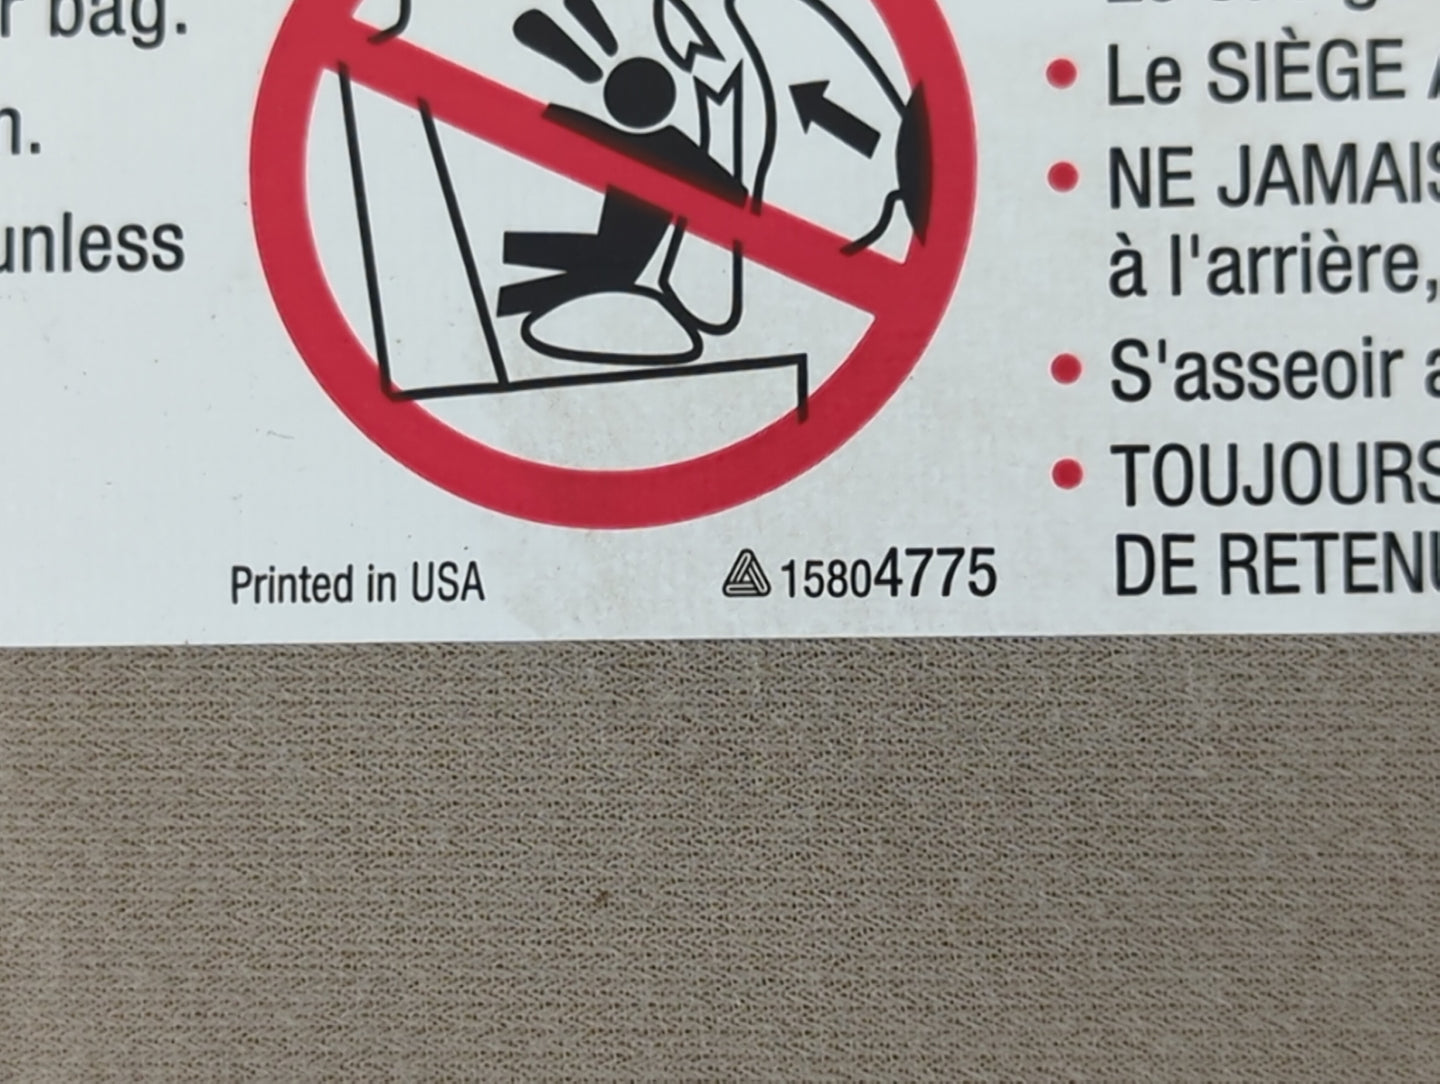 bag.
unless
Printed in USA
15804775
Le SIÈGE
NE JAMAIS
à l'arrière,
S'asseoir
TOUJOURS
DE RETENU